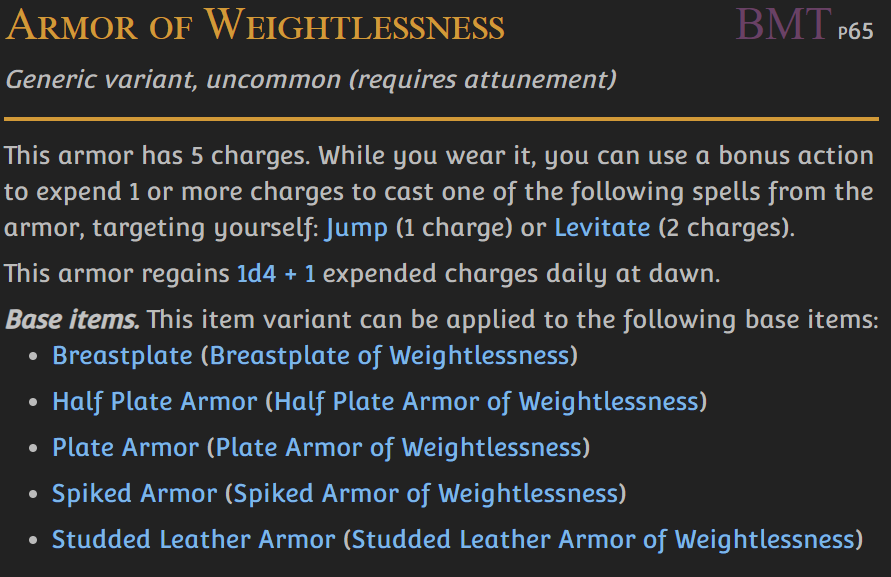 Armor of Weightlessness BMT p65
Generic variant, uncommon (requires attunement)
This armor has 5 charges. While you wear it, you can use a bonus action
to expend 1 or more charges to cast one of the following spells from the
armor, targeting yourself: Jump (1 charge) or Levitate (2 charges).
This armor regains 1d4 + 1 expended charges daily at dawn.
Base items. This item variant can be applied to the following base items:
• Breastplate (Breastplate of Weightlessness)
• Half Plate Armor (Half Plate Armor of Weightlessness)
• Plate Armor (Plate Armor of Weightlessness)
• Spiked Armor (Spiked Armor of Weightlessness)
• Studded Leather Armor (Studded Leather Armor of Weightlessness)